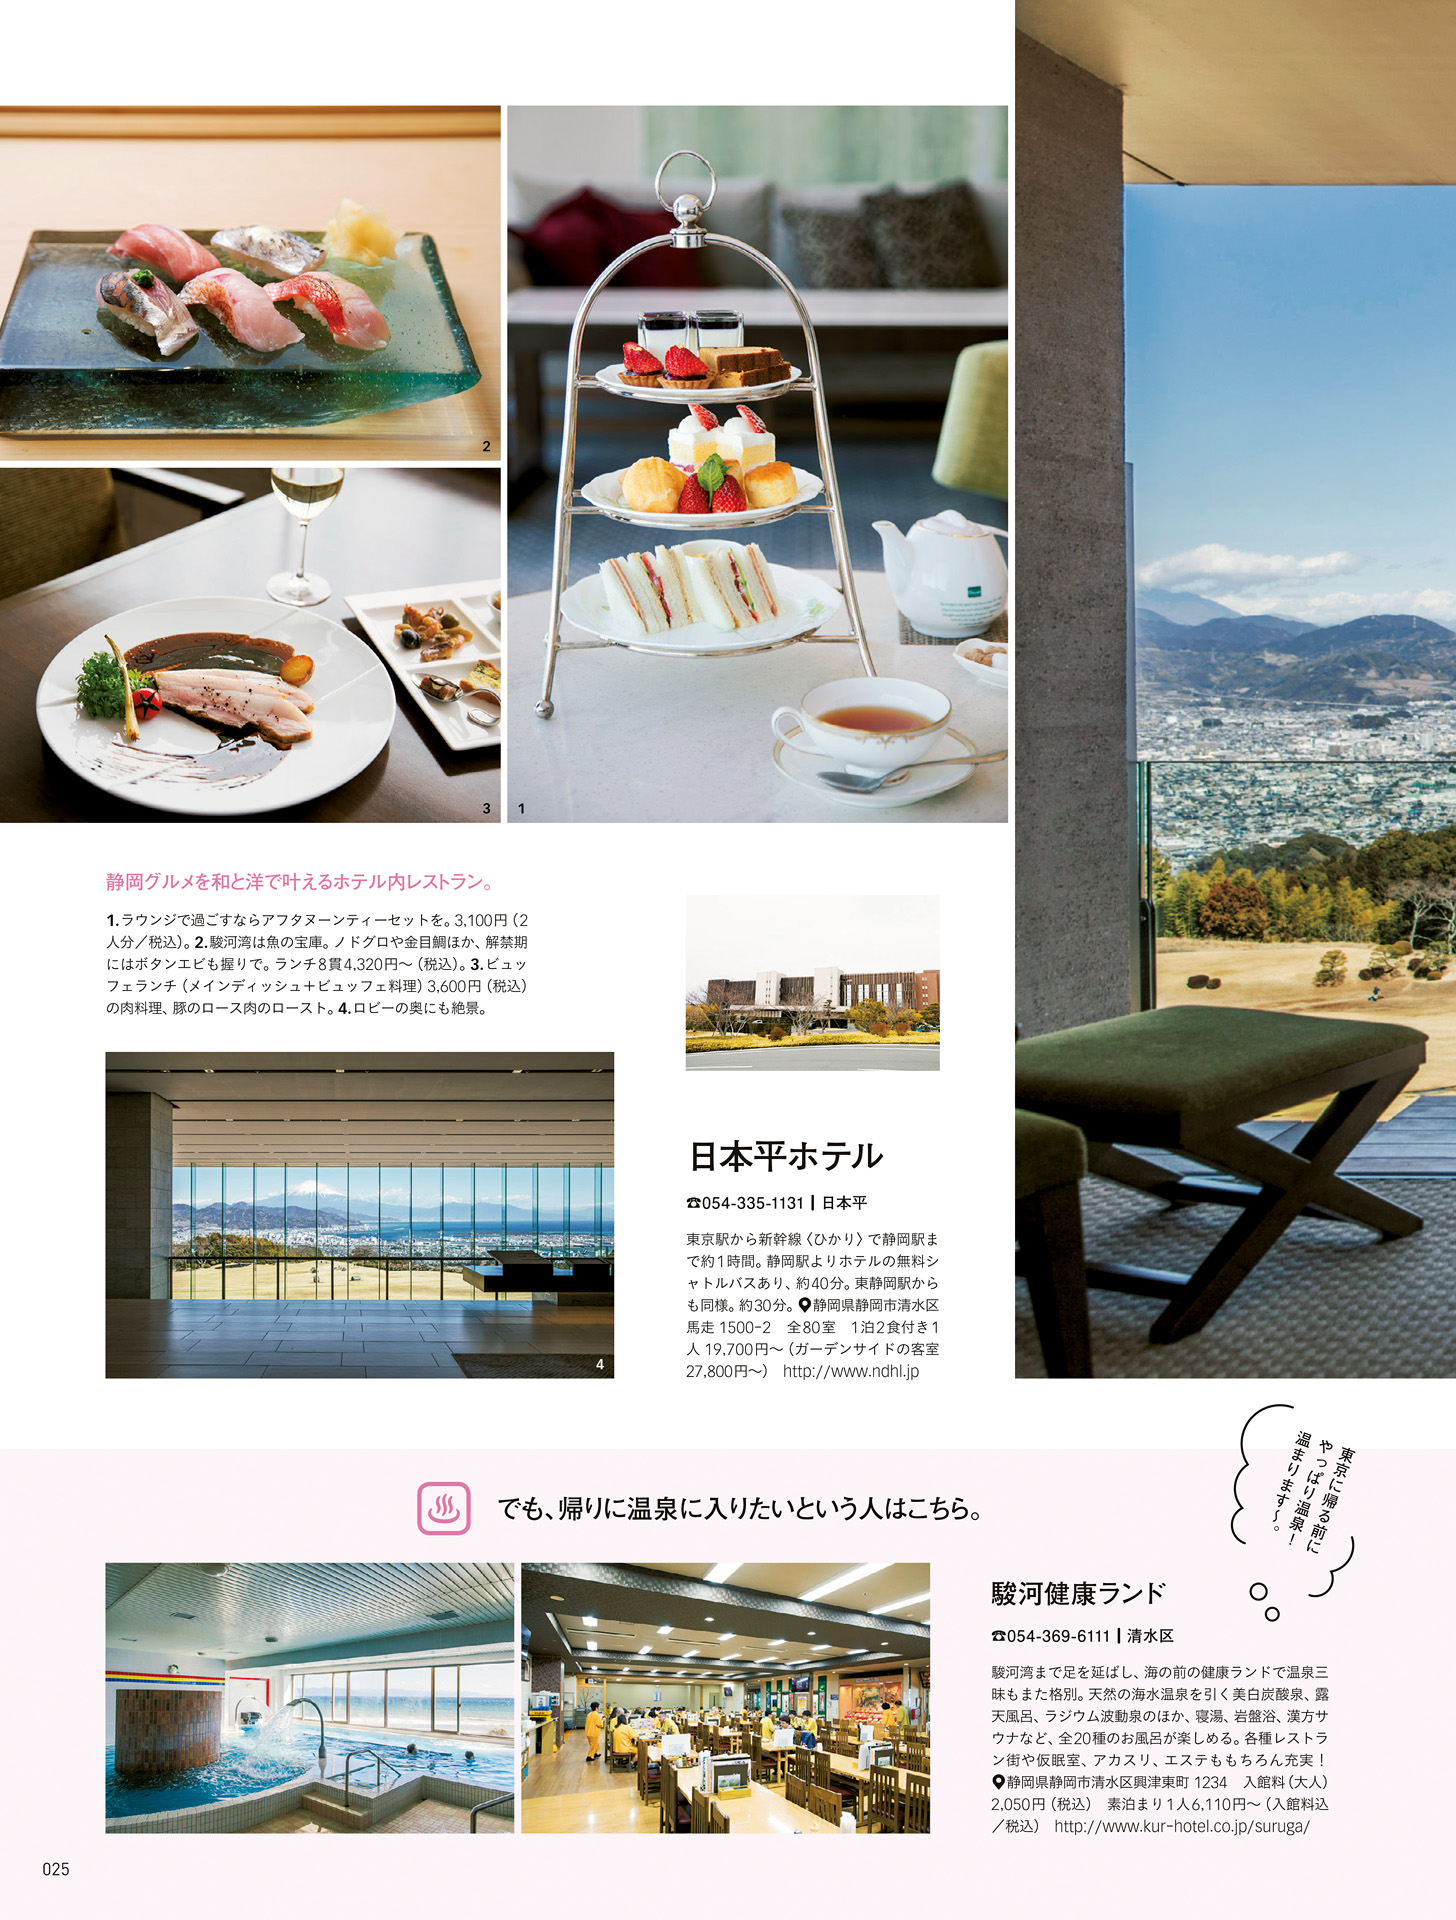 2
3
1
静岡グルメを和と洋で叶えるホテル内レストラン。
1.ラウンジで過ごすならアフタヌーンティーセットを。3,100円（2
人分／税込）。2.駿河湾は魚の宝庫。ノドグロや金目鯛ほか、解禁期
にはボタンエビも握りで。ランチ8貫4,320円〜（税込）。3.ビュッ
フェランチ（メインディッシュ＋ビュッフェ料理）3,600円（税込）
の肉料理、豚のロース肉のロースト。4.ロビーの奥にも絶景。
4
日本平ホテル
☎054-335-1131┃日本平
東京駅から新幹線〈ひかり〉で静岡駅ま
で約1時間。静岡駅よりホテルの無料シ
ャトルバスあり、約40分。東静岡駅から
も同様。約30分。静岡県静岡市清水区
馬走1500-2　全80室　1泊2食付き1
人19,700円〜（ガーデンサイドの客室
27,800円〜）　http://www.ndhl.jp
でも、帰りに温泉に入りたいという人はこちら。
東京に帰る前に
やっぱり温泉！
温まります〜。
駿河健康ランド
☎054-369-6111┃清水区
駿河湾まで足を延ばし、海の前の健康ランドで温泉三
昧もまた格別。天然の海水温泉を引く美白炭酸泉、露
天風呂、ラジウム波動泉のほか、寝湯、岩盤浴、漢方サ
ウナなど、全20種のお風呂が楽しめる。各種レストラ
ン街や仮眠室、アカスリ、エステももちろん充実！
静岡県静岡市清水区興津東町1234　入館料（大人）
2,050円（税込）　素泊まり1人6,110円〜（入館料込
／税込）　http://www.kur-hotel.co.jp/suruga/
025